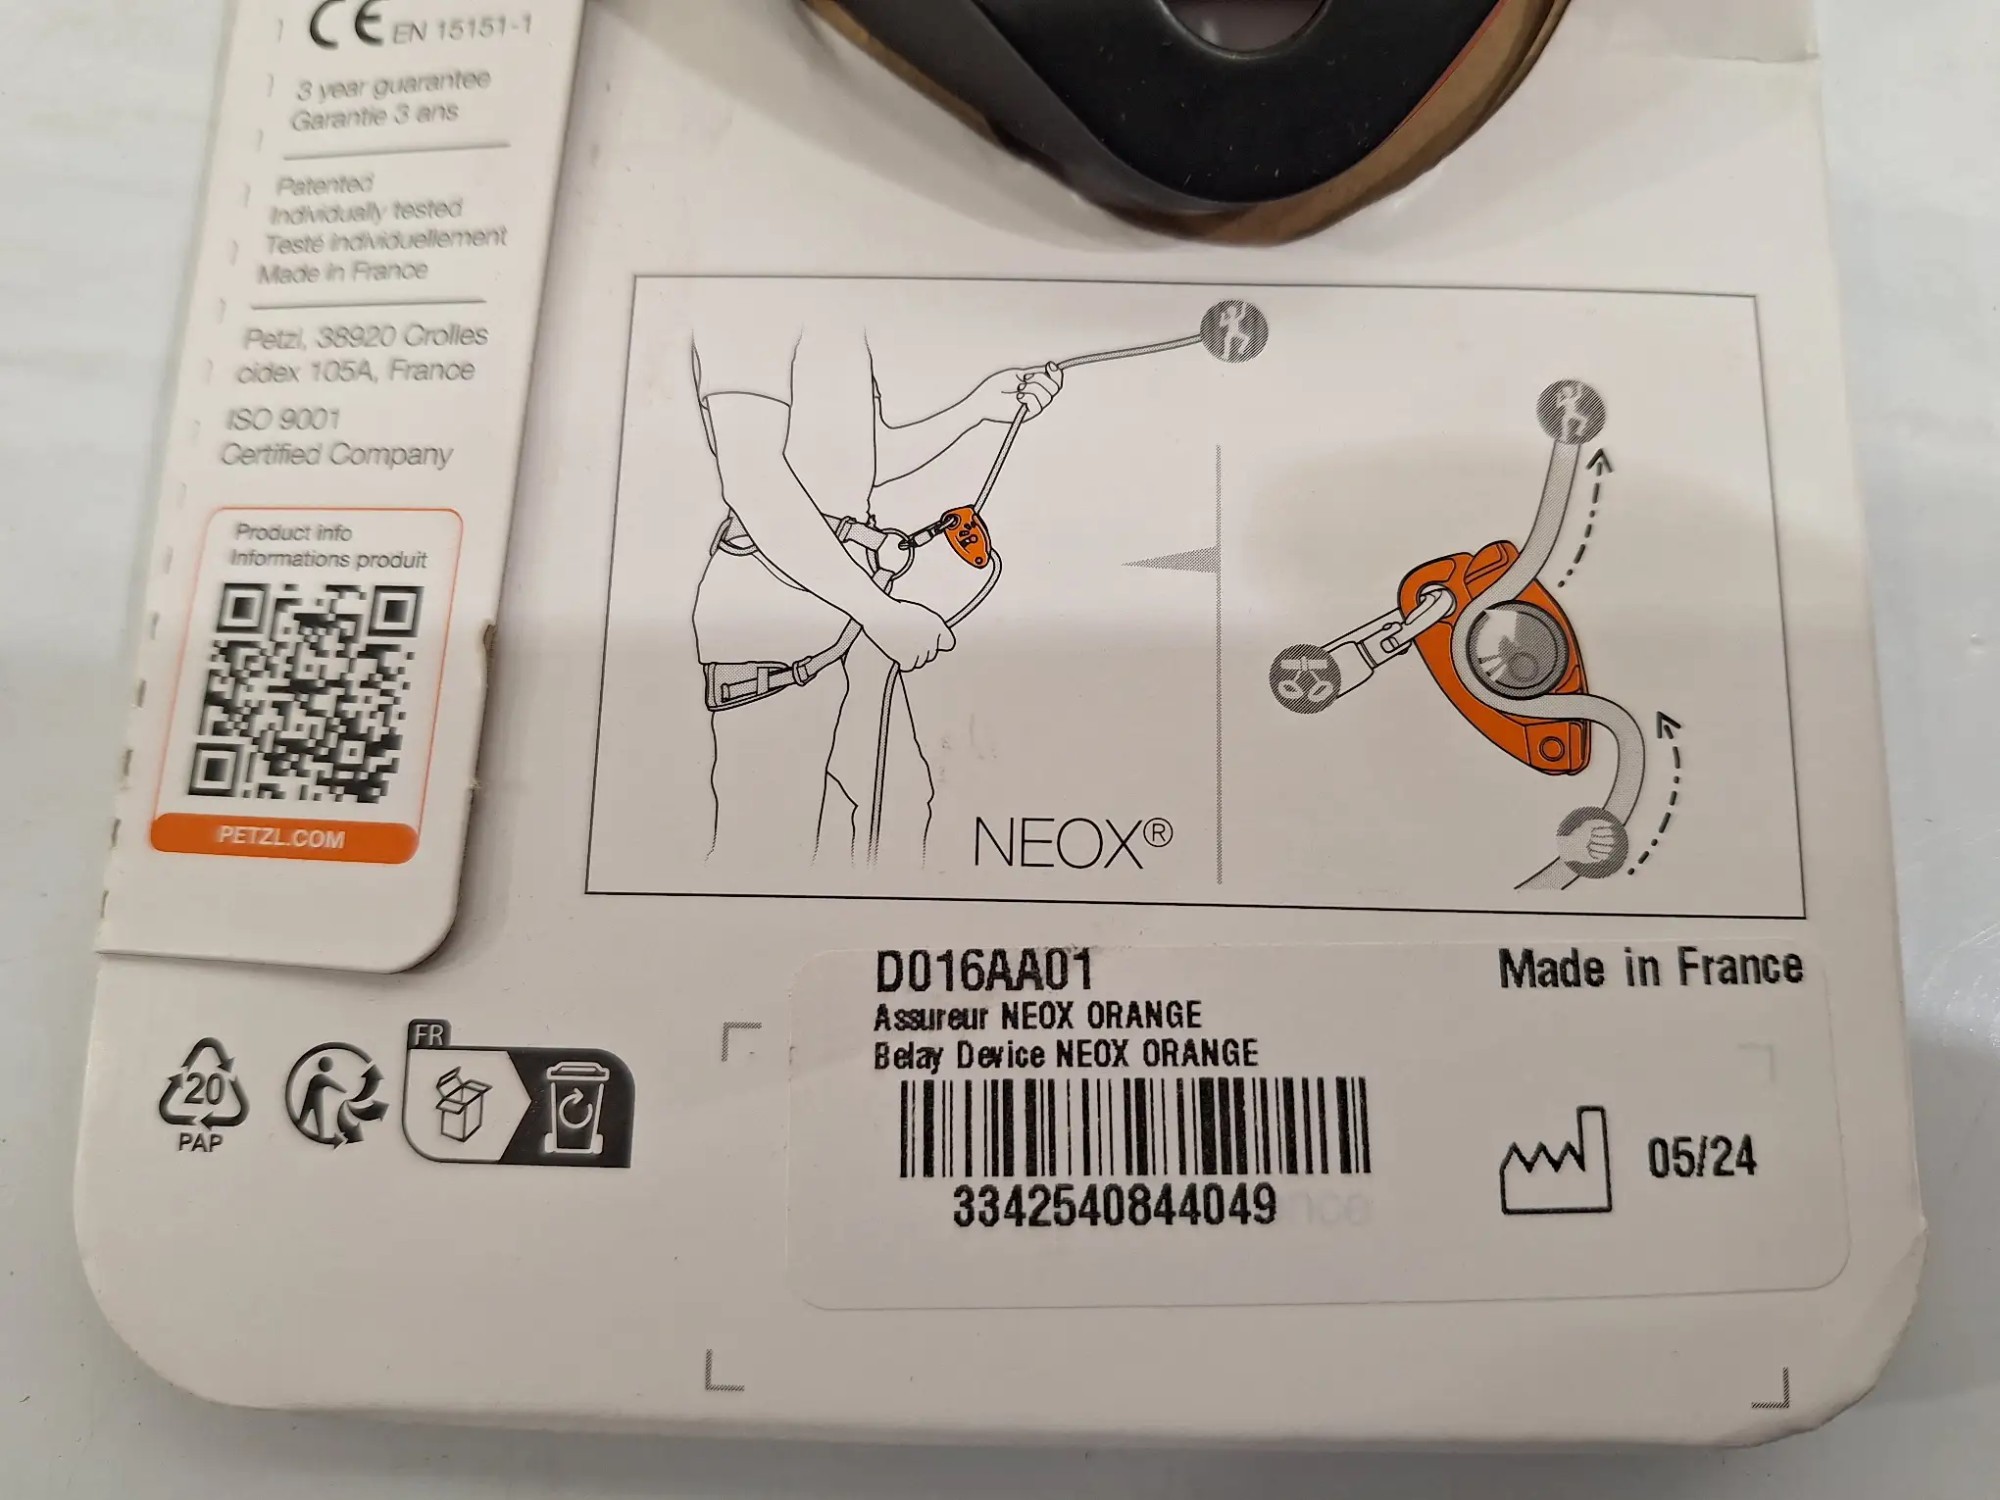 CE EN 15151-1
3 year guarantee
Garantie 3 ans
Patented
Individually tested
Testé individuellement
Made in France
Petzl, 38920 Crolles
cidex 105A, France
ISO 9001
Certified Company
Product info
Informations produit
PETZL.COM
NEOX®
D016AA01
Made in France
Assureur NEOX ORANGE
Belay Device NEOX ORANGE
3342540844049
05/24
20
PAP
FR